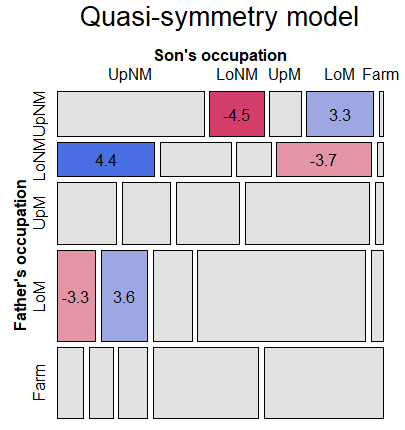 Quasi-symmetry model
Son's occupation
UpNM LoNM UpM LoM Farm
Father's occupation
UpNM -4.5 3.3
LoNM 4.4 -3.7
UpM
LoM -3.3 3.6
Farm